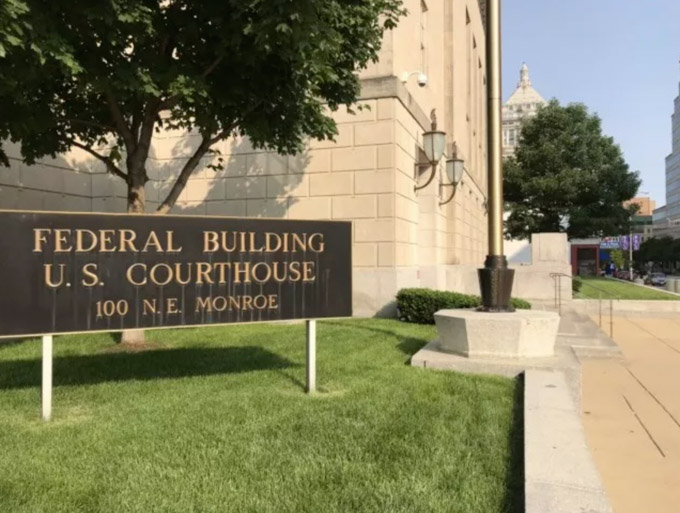 FEDERAL BUILDING
U.S. COURTHOUSE
100 N.E. MONROE